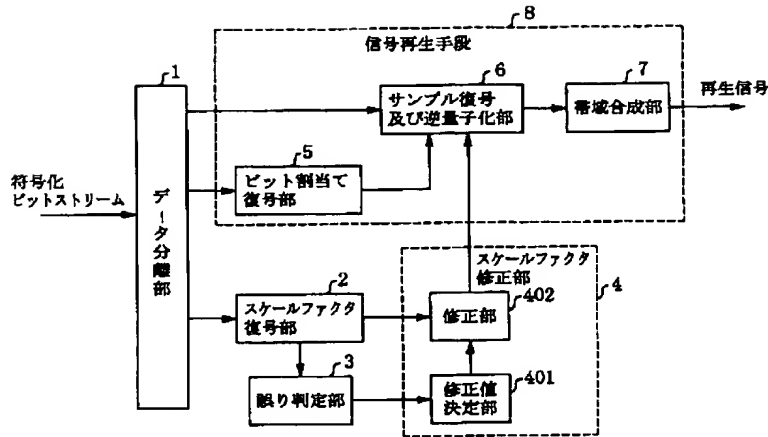 8
信号再生手段
1
6
7
再生信号
サンプル復号
及び逆量子化部
帯域合成部
5
符号化
ビットストリーム
ビット割当て
復号部
データ分離部
スケールファクタ
修正部
4
2
402
スケールファクタ
復号部
修正部
3
401
誤り判定部
修正値
決定部